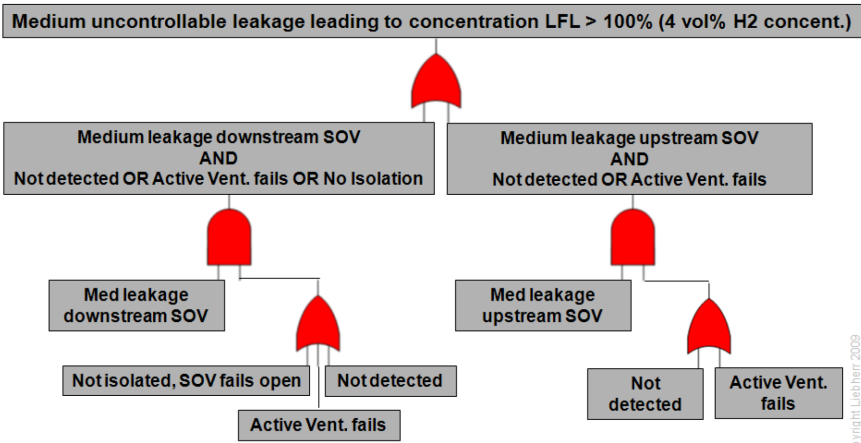 Medium uncontrollable leakage leading to concentration LFL > 100% (4 vol% H2 concent.)
Medium leakage downstream SOV
AND
Not detected OR Active Vent. fails OR No Isolation
Medium leakage upstream SOV
AND
Not detected OR Active Vent. fails
Med leakage
downstream SOV
Med leakage
upstream SOV
Not isolated, SOV fails open
Not detected
Active Vent. fails
Not
detected
Active Vent.
fails
Liebherr 2009